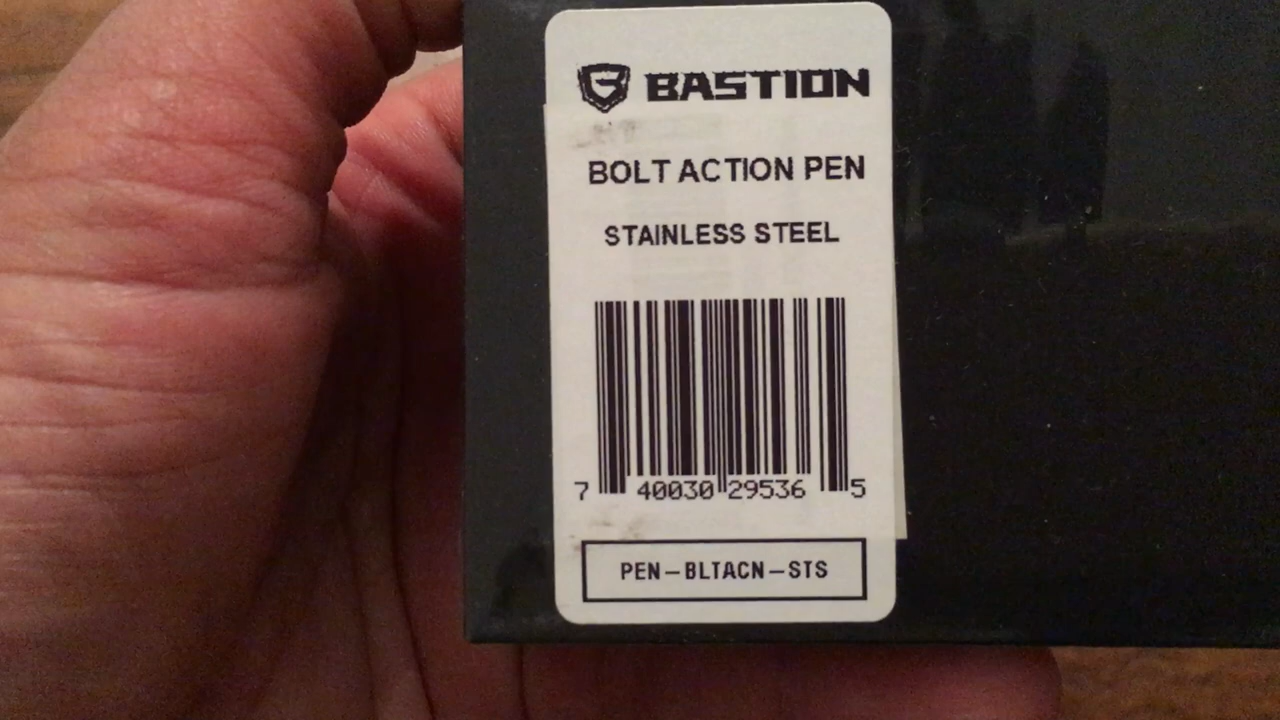 BASTION
BOLT ACTION PEN
STAINLESS STEEL
7 40030 29536 5
PEN-BLTACN-STS